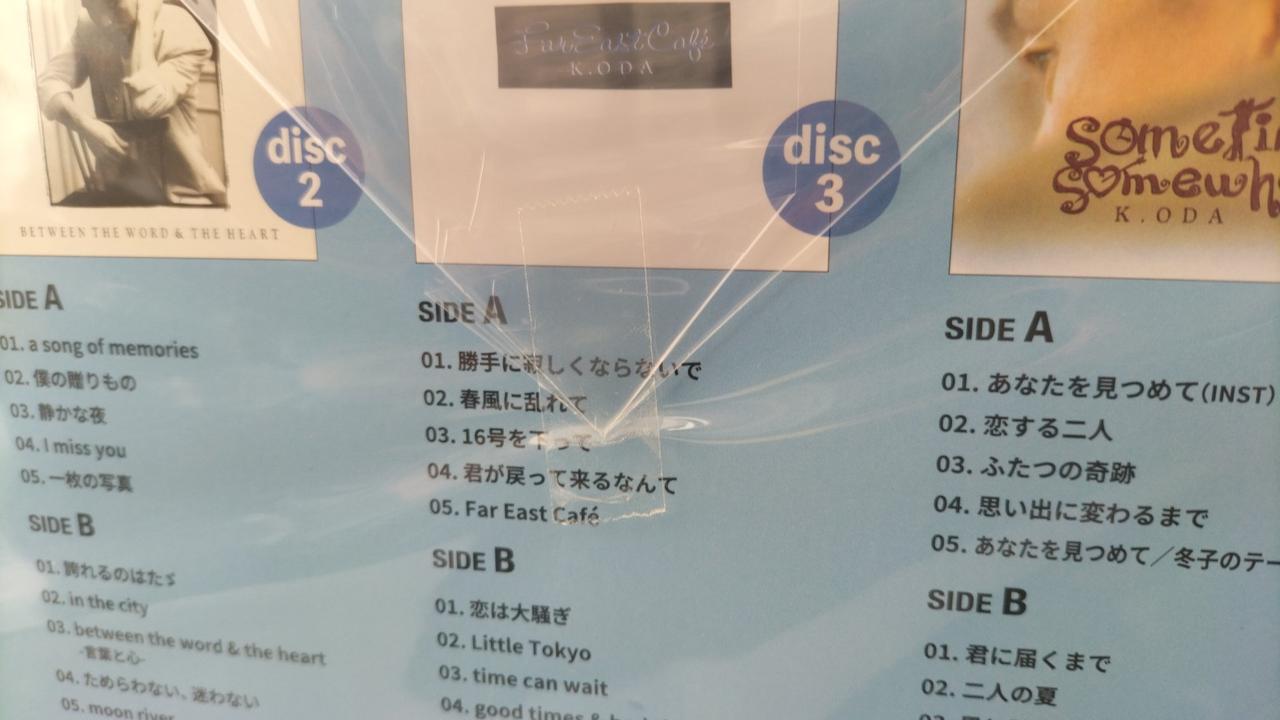 BETWEEN THE WORD & THE HEART
disc
2
SIDE A
01. a song of memories
02. 僕の贈りもの
03. 静かな夜
04. I miss you
05. 一枚の写真
SIDE B
01. 誇れるのはたゞ
02. in the city
03. between the word & the heart
-言葉と心-
04. ためらわない、迷わない
05. moon river
Far East Café
K.ODA
disc
3
SIDE A
01. 勝手に寂しくならないで
02. 春風に乱れて
03. 16号を下って
04. 君が戻って来るなんて
05. Far East Café
SIDE B
01. 恋は大騒ぎ
02. Little Tokyo
03. time can wait
04. good times &
K.ODA
SIDE A
01. あなたを見つめて(INST)
02. 恋する二人
03. ふたつの奇跡
04. 思い出に変わるまで
05. あなたを見つめて／冬子のテー
SIDE B
01. 君に届くまで
02. 二人の夏